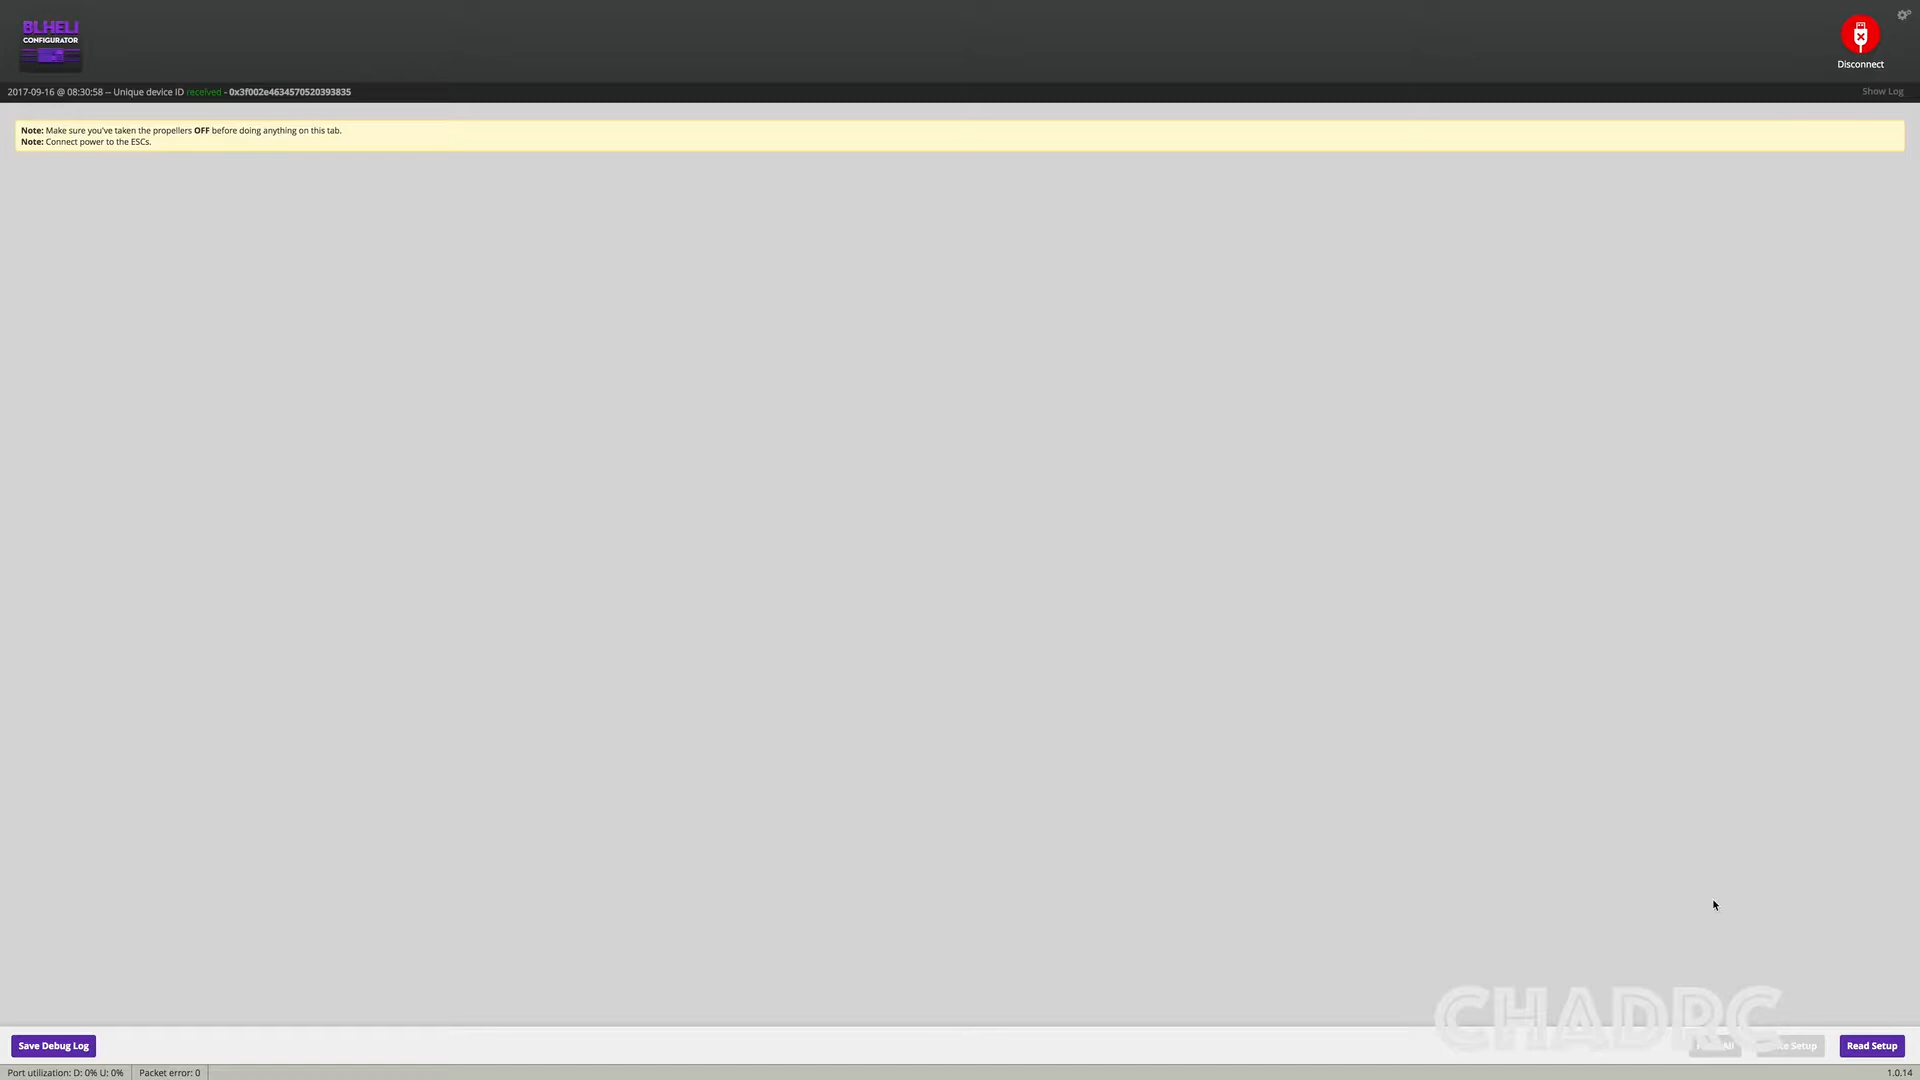 BLHELI
CONFIGURATOR
Disconnect
2017-09-16 @ 08:30:58 -- Unique device ID received - 0x3f002e4634570520393835
Show Log
Note: Make sure you've taken the propellers OFF before doing anything on this tab.
Note: Connect power to the ESCs.
CHADRC
Save Debug Log
All
Setup
Read Setup
Port utilization: D: 0% U: 0%
Packet error: 0
1.0.14